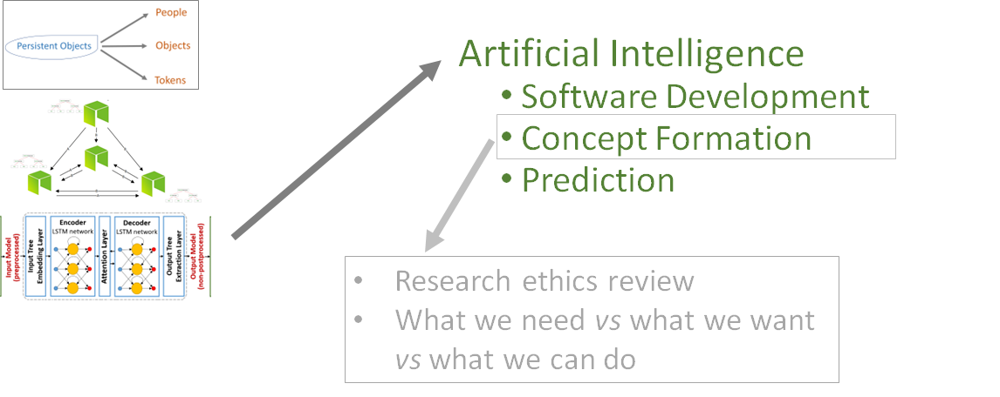 People
Persistent Objects
Objects
Tokens
Artificial Intelligence
• Software Development
• Concept Formation
• Prediction
Input Model
(preprocessed)
Input Tree
Embedding Layer
Encoder
LSTM network
Attention Layer
Decoder
LSTM network
Output Tree
Extraction Layer
Output Model
(non-postprocessed)
• Research ethics review
• What we need vs what we want
vs what we can do